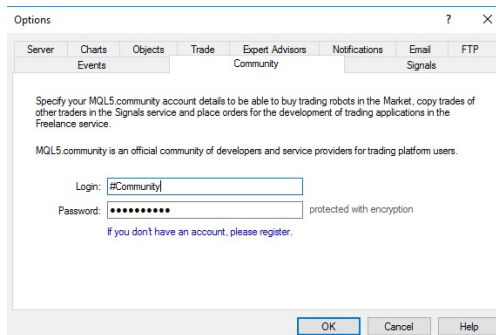 Options
Server Charts Objects Trade Expert Advisors Notifications Email FTP
Events Community Signals
Specify your MQL5.community account details to be able to buy trading robots in the Market, copy trades of
other traders in the Signals service and place orders for the development of trading applications in the
Freelance service.
MQL5.community is an official community of developers and service providers for trading platform users.
Login: #Community
Password: ●●●●●●●●●● protected with encryption
If you don't have an account, please register.
OK Cancel Help